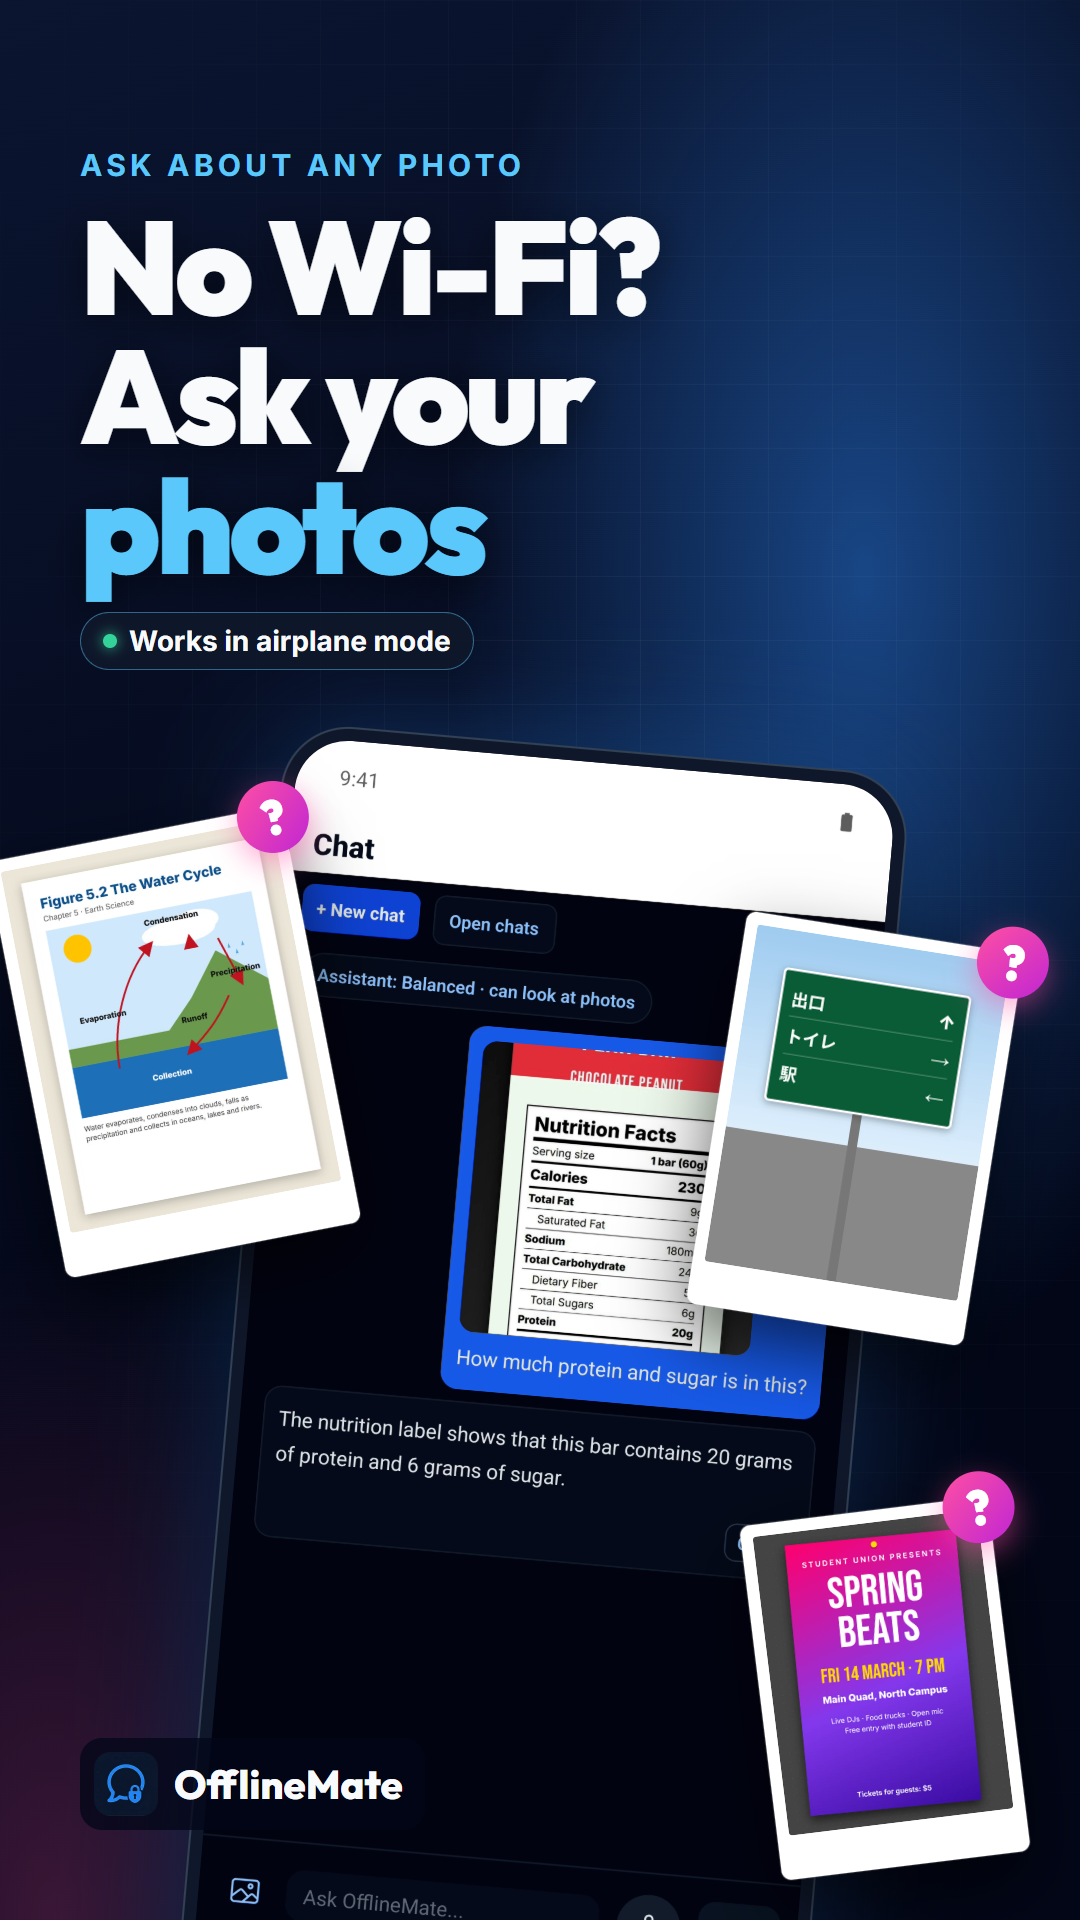 ASK ABOUT ANY PHOTO
No Wi-Fi?
Ask your
photos
Works in airplane mode
9:41
Chat
+ New chat
Open chats
Assistant: Balanced · can look at photos
Figure 5.2 The Water Cycle
Chapter 5 · Earth Science
Condensation
Precipitation
Evaporation
Runoff
Collection
Water evaporates, condenses into clouds, falls as
precipitation and collects in oceans, lakes and rivers.
出口 ↑
トイレ →
駅 ←
CHOCOLATE PEANUT
Nutrition Facts
Serving size 1 bar (60g)
Calories 230
Total Fat
Saturated Fat
Sodium 180m
Total Carbohydrate
Dietary Fiber
Total Sugars 6g
Protein 20g
How much protein and sugar is in this?
The nutrition label shows that this bar contains 20 grams
of protein and 6 grams of sugar.
STUDENT UNION PRESENTS
SPRING
BEATS
FRI 14 MARCH · 7 PM
Main Quad, North Campus
Live DJs · Food trucks · Open mic
Free entry with student ID
Tickets for guests: $5
OfflineMate
Ask OfflineMate...